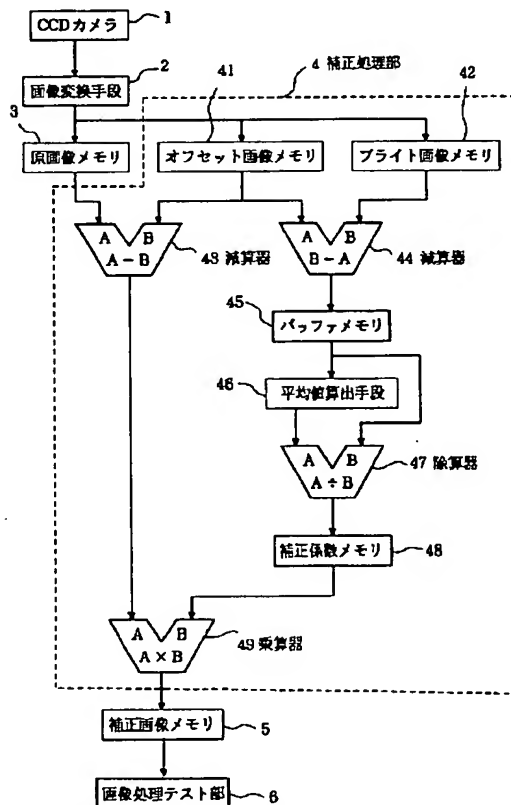 CCDカメラ
1
画像変換手段
2
4 補正処理部
3
41
42
原画像メモリ
オフセット画像メモリ
ブライト画像メモリ
A B
A－B
43 減算器
A B
B－A
44 減算器
45
バッファメモリ
46
平均値算出手段
A B
A÷B
47 除算器
補正係数メモリ
48
A B
A×B
49 乗算器
補正画像メモリ
5
画像処理テスト部
6